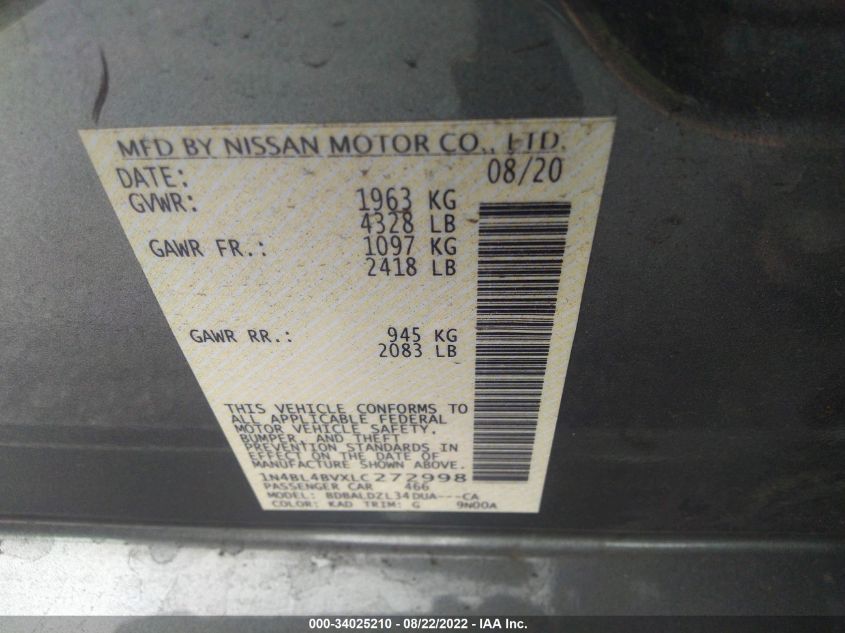 MFD BY NISSAN MOTOR CO., LTD.
DATE: 08/20
GVWR: 1963 KG
4328 LB
GAWR FR.: 1097 KG
2418 LB
GAWR RR.: 945 KG
2083 LB
THIS VEHICLE CONFORMS TO
ALL APPLICABLE FEDERAL
MOTOR VEHICLE SAFETY,
BUMPER, AND THEFT
PREVENTION STANDARDS IN
EFFECT ON THE DATE OF
MANUFACTURE SHOWN ABOVE.
1N4BL4BVXLC272998
PASSENGER CAR 466
MODEL: BDBALDZL34DUA---CA
COLOR: KAD TRIM: G 9N00A
000-34025210 - 08/22/2022 - IAA Inc.